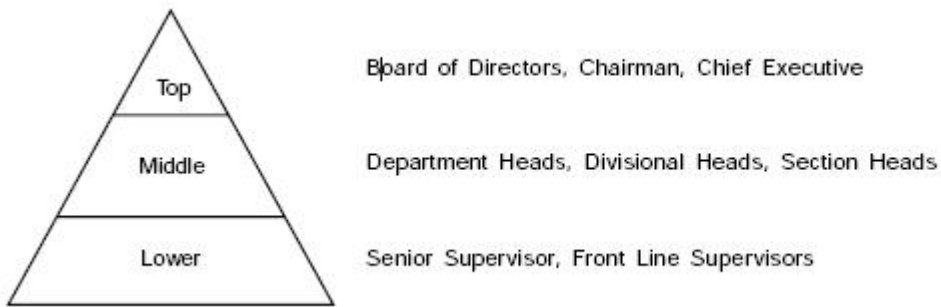 Top
Board of Directors, Chairman, Chief Executive
Middle
Department Heads, Divisional Heads, Section Heads
Lower
Senior Supervisor, Front Line Supervisors